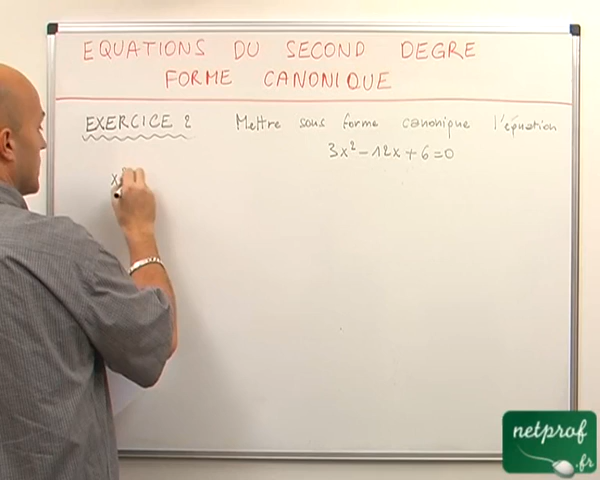 EQUATIONS DU SECOND DEGRE
FORME CANONIQUE
EXERCICE 2 Mettre sous forme canonique l'équation
3x² - 12x + 6 = 0
x
netprof
.fr